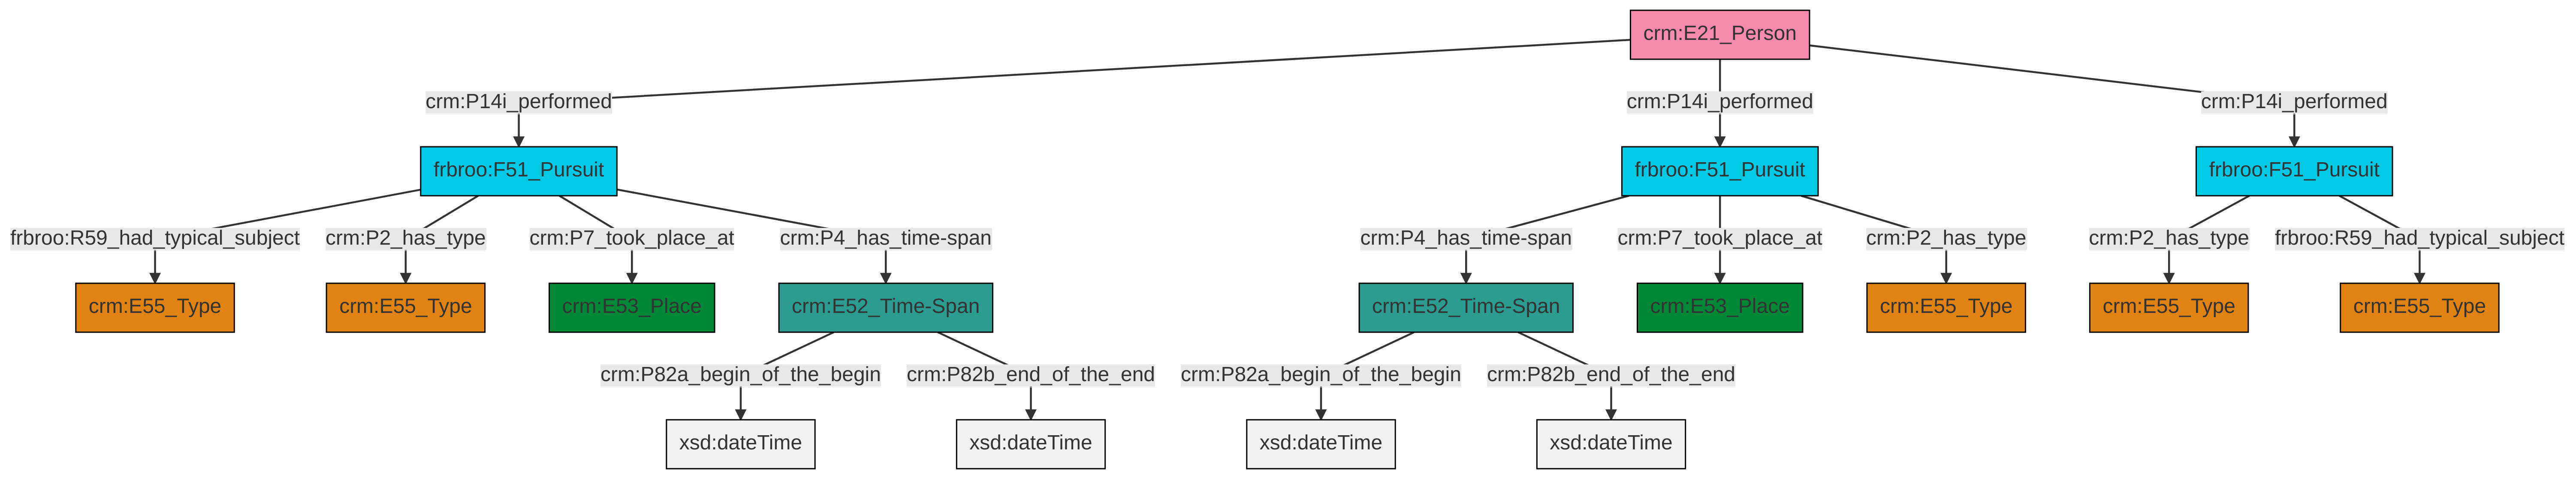 crm:E21_Person
crm:P14i_performed
crm:P14i_performed
crm:P14i_performed
frbroo:F51_Pursuit
frbroo:F51_Pursuit
frbroo:F51_Pursuit
frbroo:R59_had_typical_subject
crm:P2_has_type
crm:P7_took_place_at
crm:P4_has_time-span
crm:P4_has_time-span
crm:P7_took_place_at
crm:P2_has_type
crm:P2_has_type
frbroo:R59_had_typical_subject
crm:E55_Type
crm:E55_Type
crm:E53_Place
crm:E52_Time-Span
crm:E52_Time-Span
crm:E53_Place
crm:E55_Type
crm:E55_Type
crm:E55_Type
crm:P82a_begin_of_the_begin
crm:P82b_end_of_the_end
crm:P82a_begin_of_the_begin
crm:P82b_end_of_the_end
xsd:dateTime
xsd:dateTime
xsd:dateTime
xsd:dateTime